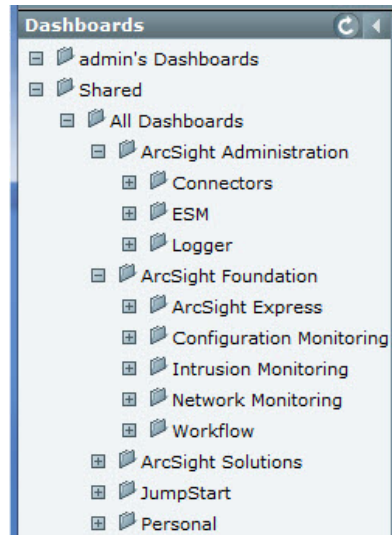 Dashboards
admin's Dashboards
Shared
All Dashboards
ArcSight Administration
Connectors
ESM
Logger
ArcSight Foundation
ArcSight Express
Configuration Monitoring
Intrusion Monitoring
Network Monitoring
Workflow
ArcSight Solutions
JumpStart
Personal